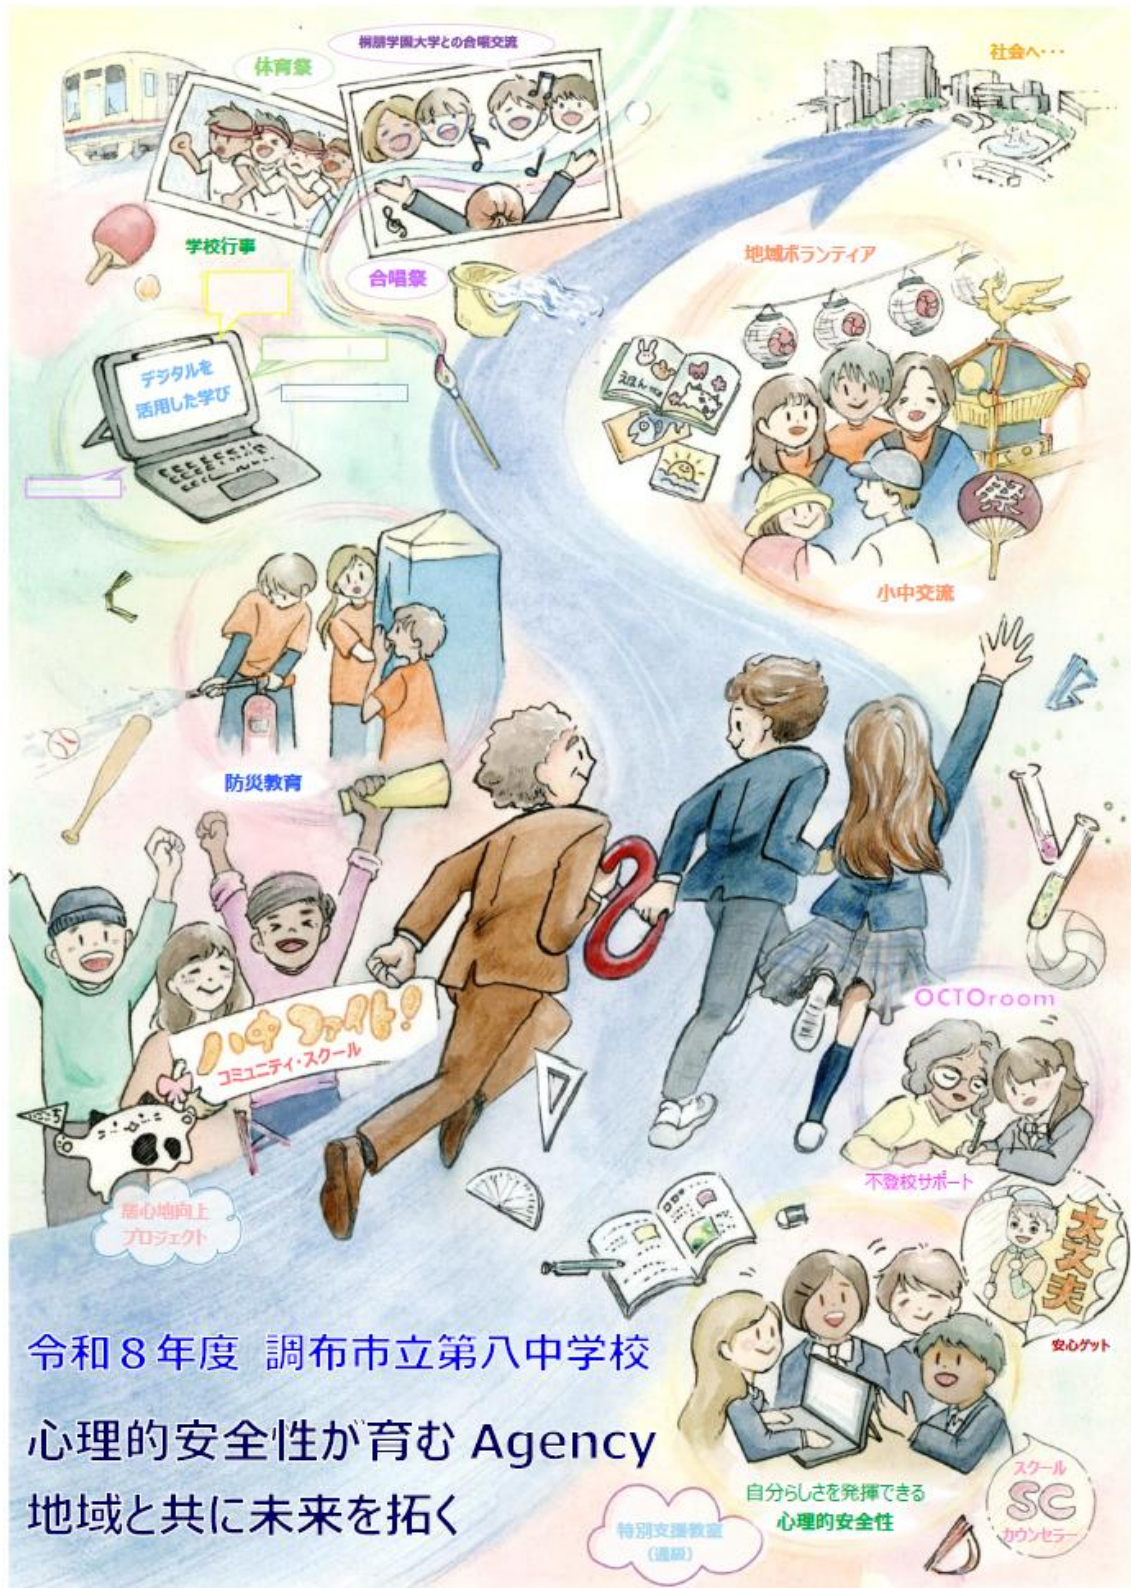 桐朋学園大学との合唱交流
社会へ・・・
体育祭
学校行事
合唱祭
地域ボランティア
えほん
デジタルを
活用した学び
祭
小中交流
防災教育
ハ中ファイト!
コミュニティ・スクール
OCTOroom
不登校サポート
居心地向上
プロジェクト
大丈夫
安心ゲット
令和8年度 調布市立第八中学校
心理的安全性が育む Agency
地域と共に未来を拓く
自分らしさを発揮できる
心理的安全性
特別支援教室
(通級)
スクール
SC
カウンセラー